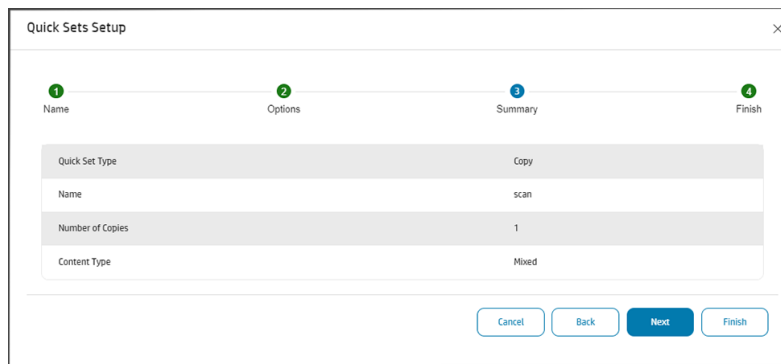 Quick Sets Setup
1 2 3 4
Name Options Summary Finish
Quick Set Type Copy
Name scan
Number of Copies 1
Content Type Mixed
Cancel Back Next Finish